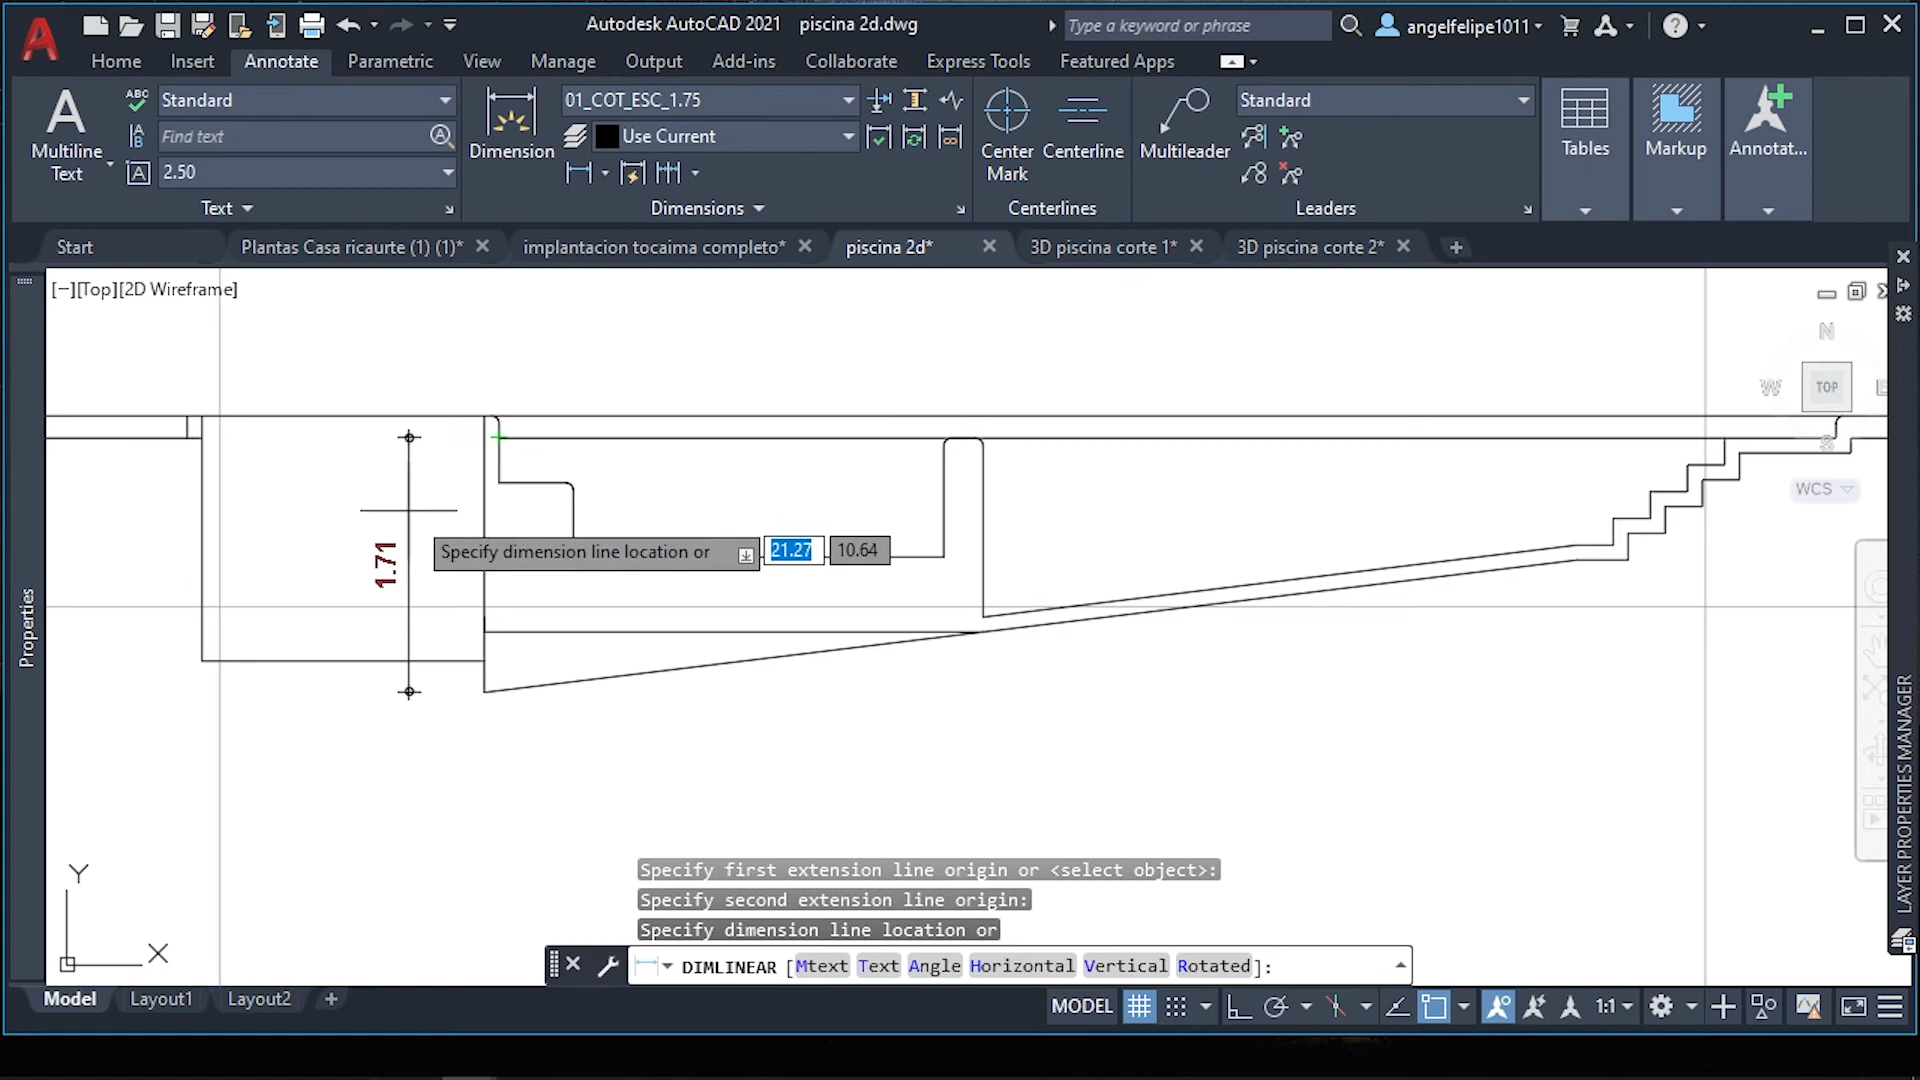 Autodesk AutoCAD 2021 piscina 2d.dwg
Type a keyword or phrase
angelfelipe1011
Home Insert Annotate Parametric View Manage Output Add-ins Collaborate Express Tools Featured Apps
Multiline
Text
ABC
Standard
Find text
2.50
Text
Dimension
01_COT_ESC_1.75
Use Current
Dimensions
Center
Mark
Centerline
Centerlines
Multileader
Standard
Leaders
Tables
Markup
Annotat...
Start
Plantas Casa ricaurte (1) (1)*
implantacion tocaima completo*
piscina 2d*
3D piscina corte 1*
3D piscina corte 2*
[−][Top][2D Wireframe]
N
W TOP E
S
WCS
1.71
Specify dimension line location or 21.27 10.64
Properties
LAYER PROPERTIES MANAGER
Y
X
Specify first extension line origin or <select object>:
Specify second extension line origin:
Specify dimension line location or
DIMLINEAR [Mtext Text Angle Horizontal Vertical Rotated]:
Model Layout1 Layout2
MODEL
1:1